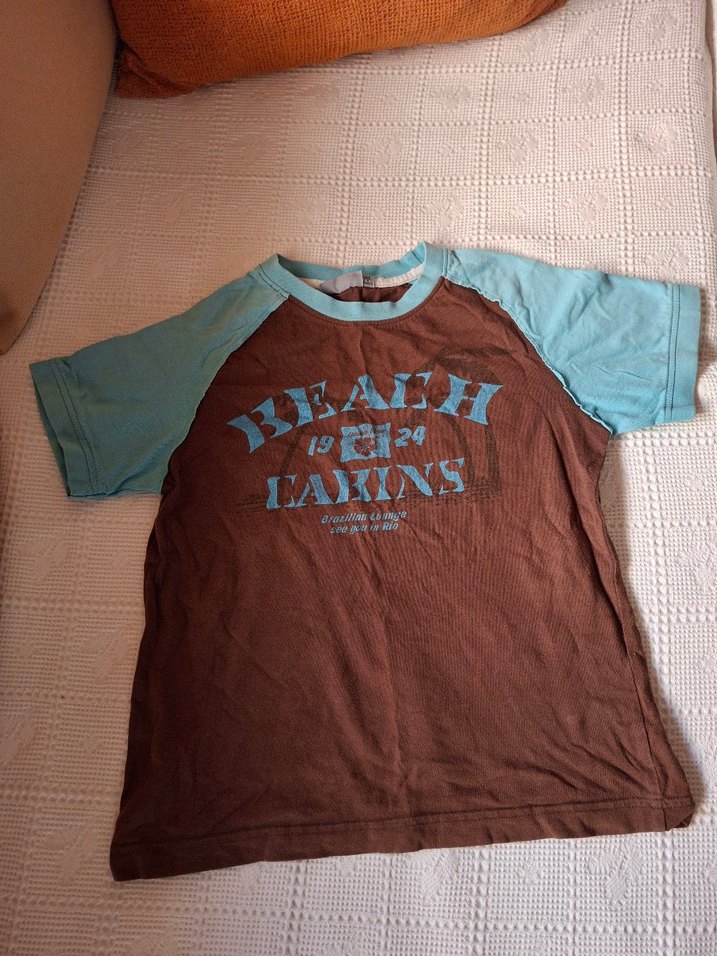 BEACH
19 24
CABINS
Brazilian Lounge
see you in Rio